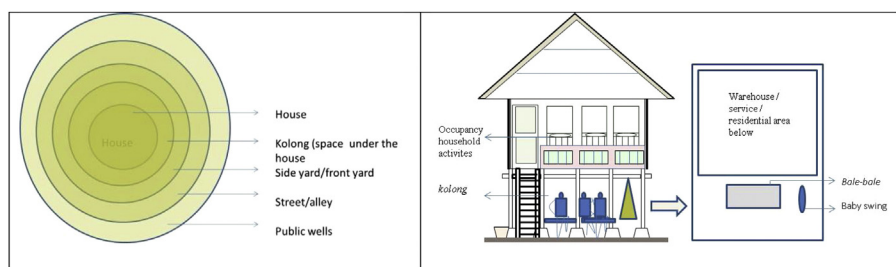 House
House
Kolong (space under the
house
Side yard/front yard
Street/alley
Public wells
Occupancy
household
activites
kolong
Warehouse /
service /
residential area
below
Bale-bale
Baby swing